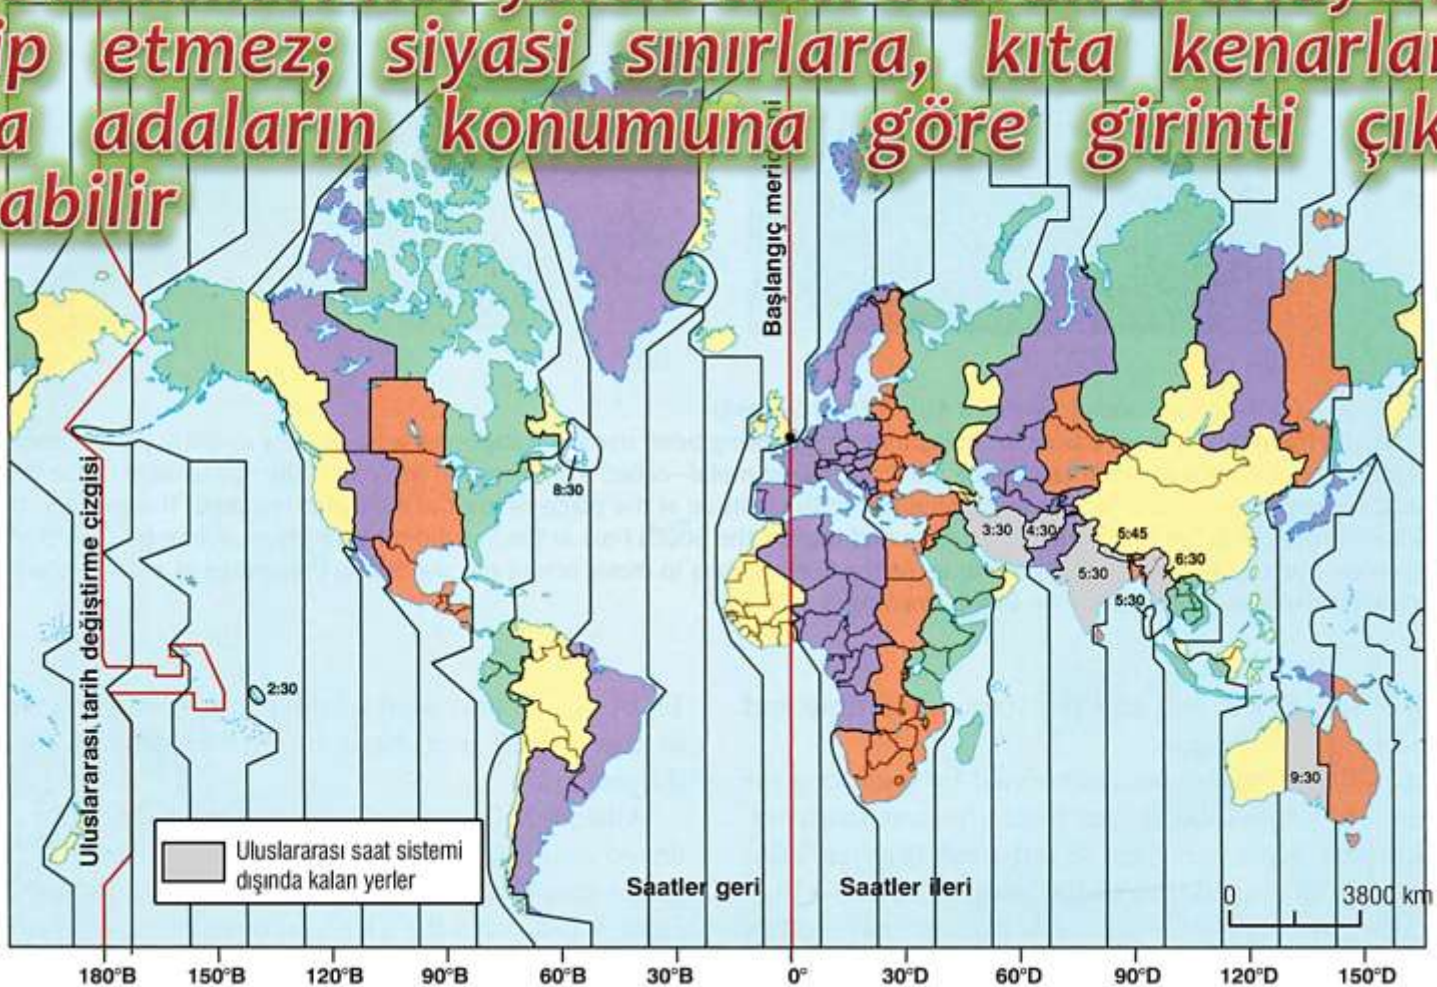 ip etmez; siyasi sınırlara, kıta kenarlar
a adaların konumuna göre girinti çık
abilir
Başlangıç meridyeni
Uluslararası tarih değiştirme çizgisi
8:30
3:30
4:30
5:45
5:30
6:30
5:30
2:30
9:30
Uluslararası saat sistemi
dışında kalan yerler
Saatler geri
Saatler ileri
0 3800 km
180°B 150°B 120°B 90°B 60°B 30°B 0° 30°D 60°D 90°D 120°D 150°D